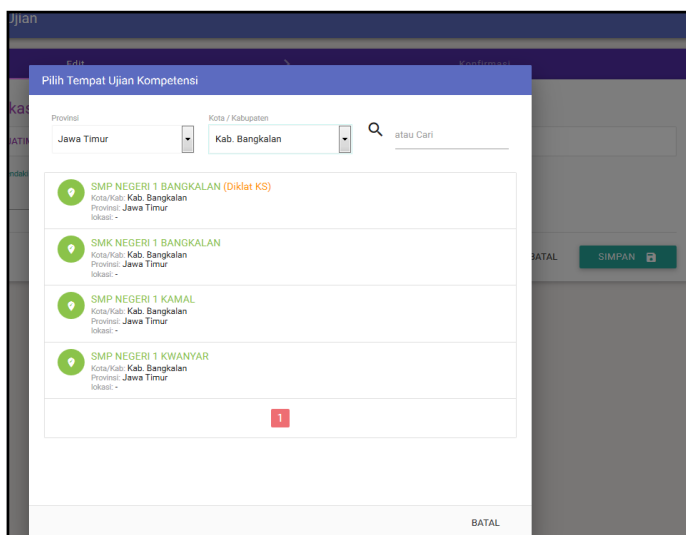 Ujian
Edit
Konfirmasi
Pilih Tempat Ujian Kompetensi
Provinsi
Kota / Kabupaten
Jawa Timur
Kab. Bangkalan
atau Cari
SMP NEGERI 1 BANGKALAN (Diklat KS)
Kota/Kab: Kab. Bangkalan
Provinsi: Jawa Timur
lokasi: -
SMK NEGERI 1 BANGKALAN
Kota/Kab: Kab. Bangkalan
Provinsi: Jawa Timur
lokasi: -
SMP NEGERI 1 KAMAL
Kota/Kab: Kab. Bangkalan
Provinsi: Jawa Timur
lokasi: -
SMP NEGERI 1 KWANYAR
Kota/Kab: Kab. Bangkalan
Provinsi: Jawa Timur
lokasi: -
1
BATAL
BATAL
SIMPAN